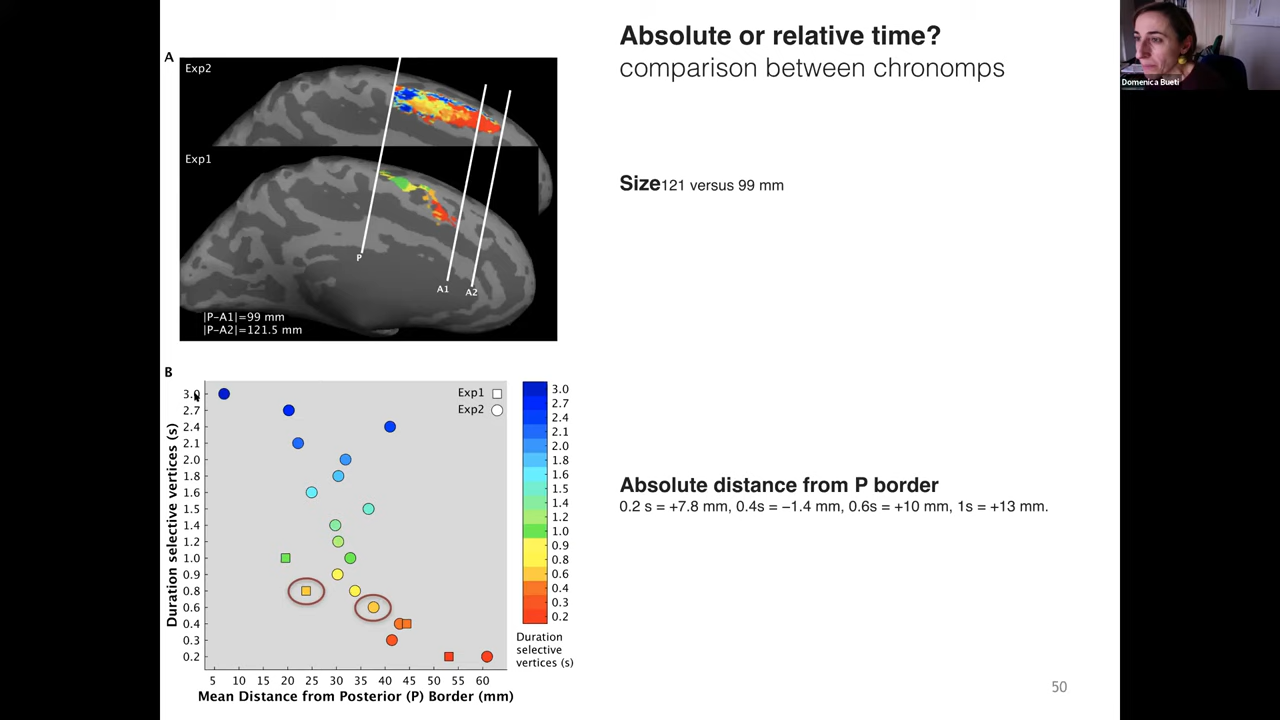 Absolute or relative time?
comparison between chronomps
Domenica Bueti
A
Exp2
Exp1
P
A1
A2
|P-A1|=99 mm
|P-A2|=121.5 mm
Size121 versus 99 mm
B
Exp1
Exp2
Duration selective vertices (s)
3.0
2.7
2.4
2.1
2.0
1.8
1.6
1.5
1.4
1.2
1.0
0.9
0.8
0.6
0.4
0.3
0.2
5 10 15 20 25 30 35 40 45 50 55 60
Mean Distance from Posterior (P) Border (mm)
3.0
2.7
2.4
2.1
2.0
1.8
1.6
1.5
1.4
1.2
1.0
0.9
0.8
0.6
0.4
0.3
0.2
Duration
selective
vertices (s)
Absolute distance from P border
0.2 s = +7.8 mm, 0.4s = −1.4 mm, 0.6s = +10 mm, 1s = +13 mm.
50